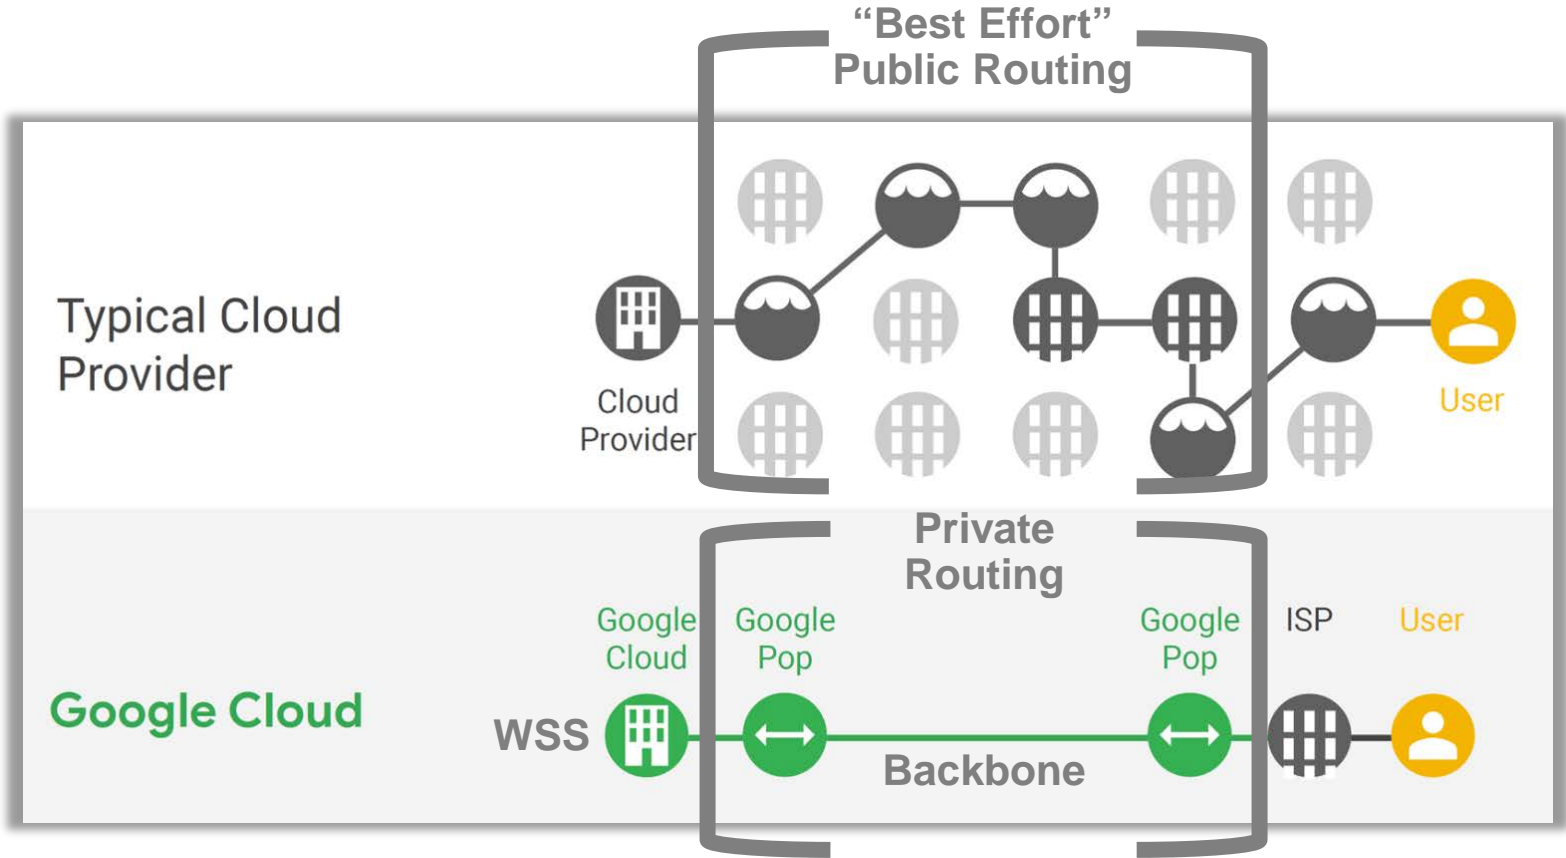 “Best Effort”
Public Routing
Typical Cloud
Provider
Cloud
Provider
User
Private
Routing
Google
Cloud
Google
Pop
Google
Pop
ISP
User
Google Cloud
WSS
Backbone